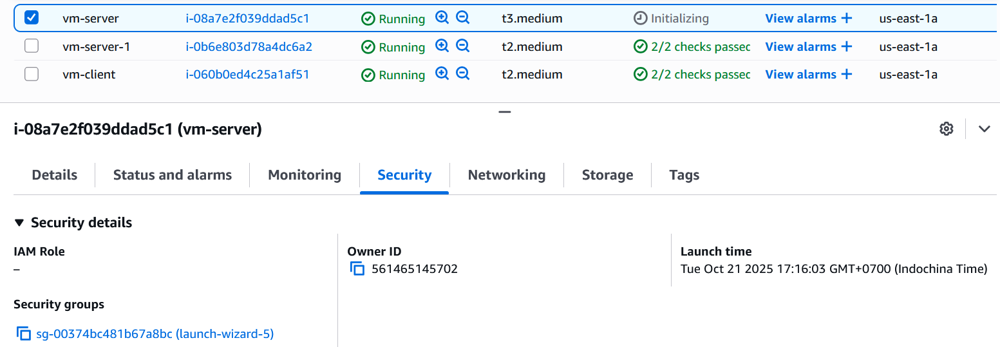 vm-server i-08a7e2f039ddad5c1 Running t3.medium Initializing View alarms + us-east-1a
vm-server-1 i-0b6e803d78a4dc6a2 Running t2.medium 2/2 checks passec View alarms + us-east-1a
vm-client i-060b0ed4c25a1af51 Running t2.medium 2/2 checks passec View alarms + us-east-1a
i-08a7e2f039ddad5c1 (vm-server)
Details Status and alarms Monitoring Security Networking Storage Tags
Security details
IAM Role Owner ID Launch time
– 561465145702 Tue Oct 21 2025 17:16:03 GMT+0700 (Indochina Time)
Security groups
sg-00374bc481b67a8bc (launch-wizard-5)